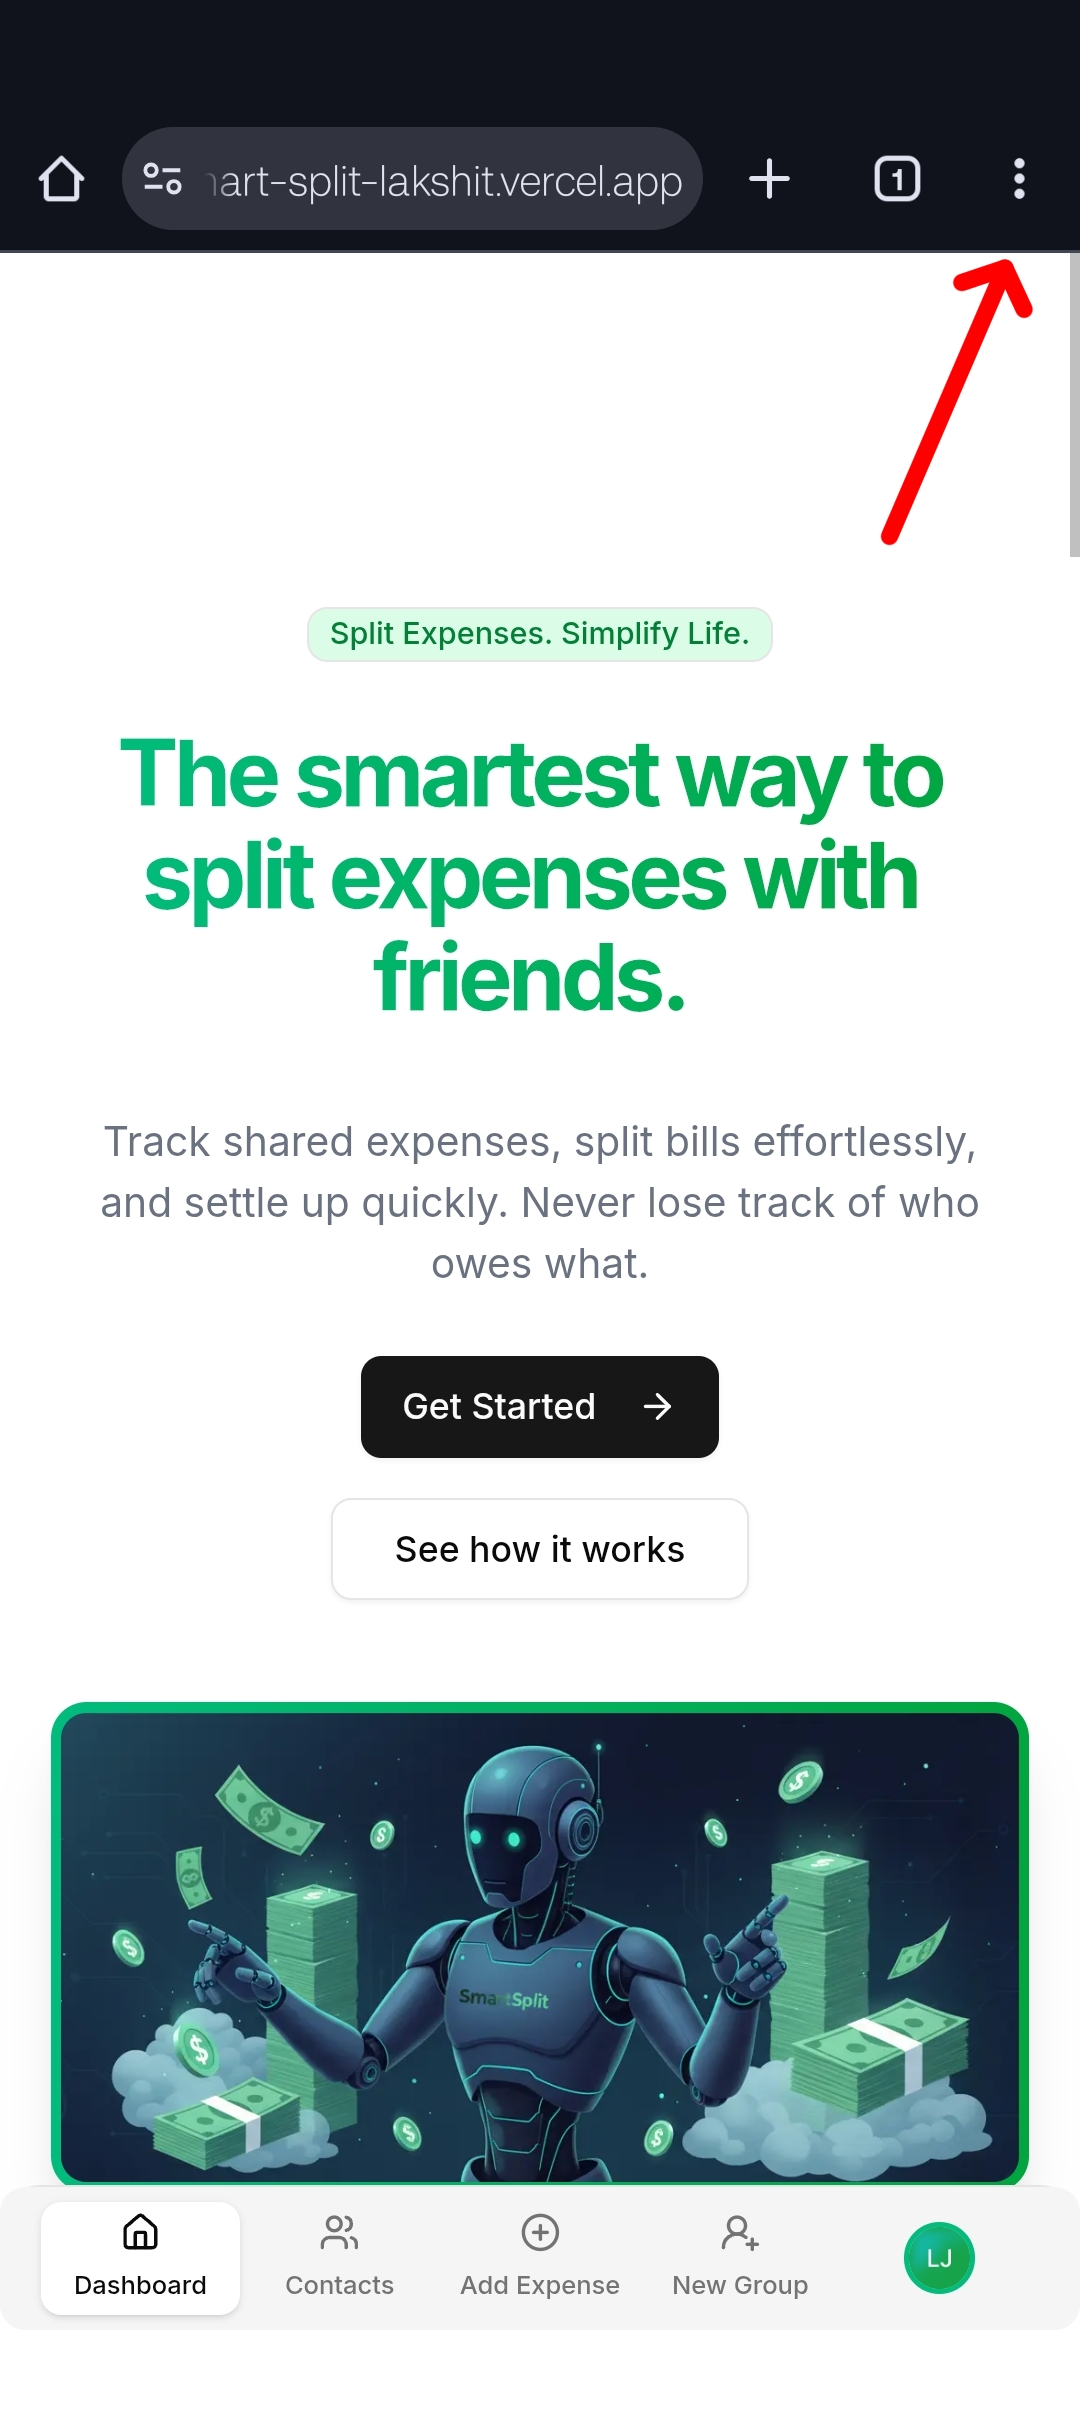 art-split-lakshit.vercel.app
1
Split Expenses. Simplify Life.
The smartest way to
split expenses with
friends.
Track shared expenses, split bills effortlessly,
and settle up quickly. Never lose track of who
owes what.
Get Started
See how it works
SmartSplit
Dashboard
Contacts
Add Expense
New Group
LJ